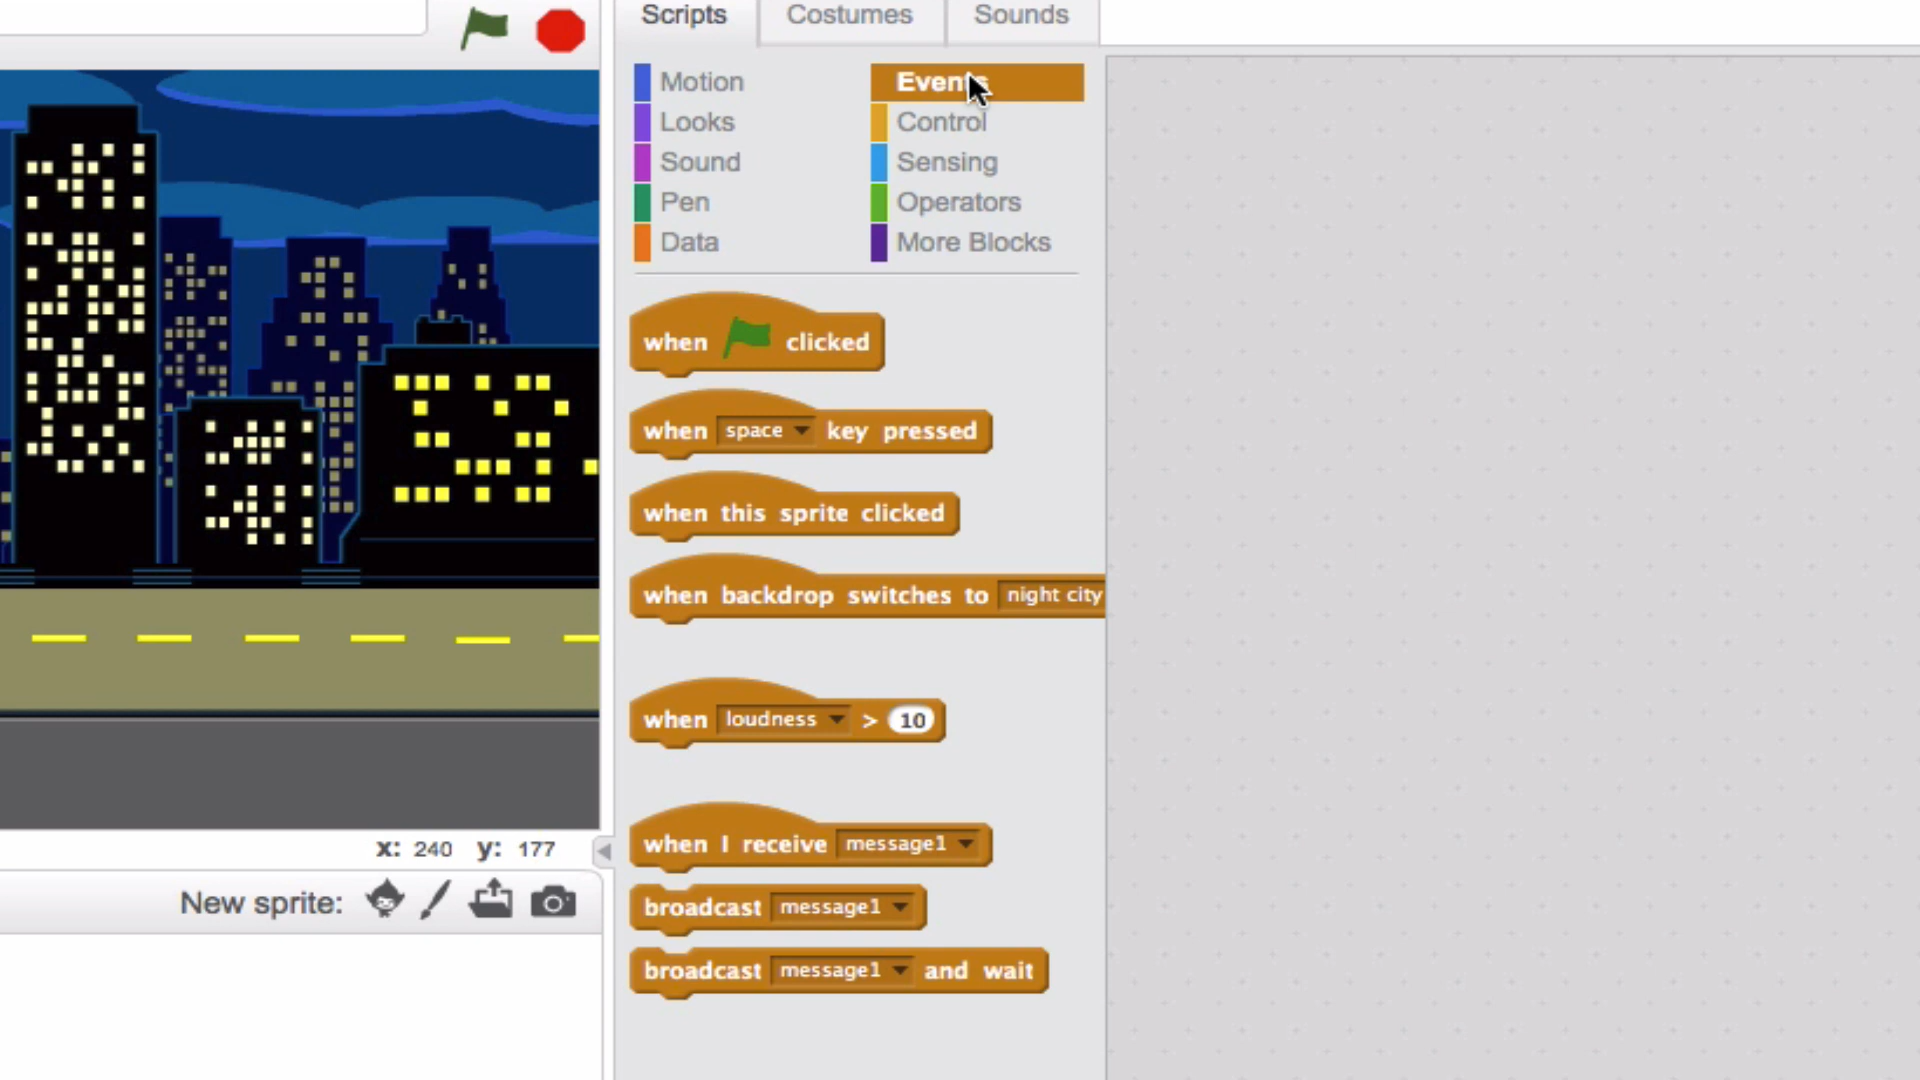 Scripts Costumes Sounds
Motion Events
Looks Control
Sound Sensing
Pen Operators
Data More Blocks
when clicked
when space key pressed
when this sprite clicked
when backdrop switches to night city
when loudness > 10
when I receive message1
broadcast message1
broadcast message1 and wait
x: 240 y: 177
New sprite: